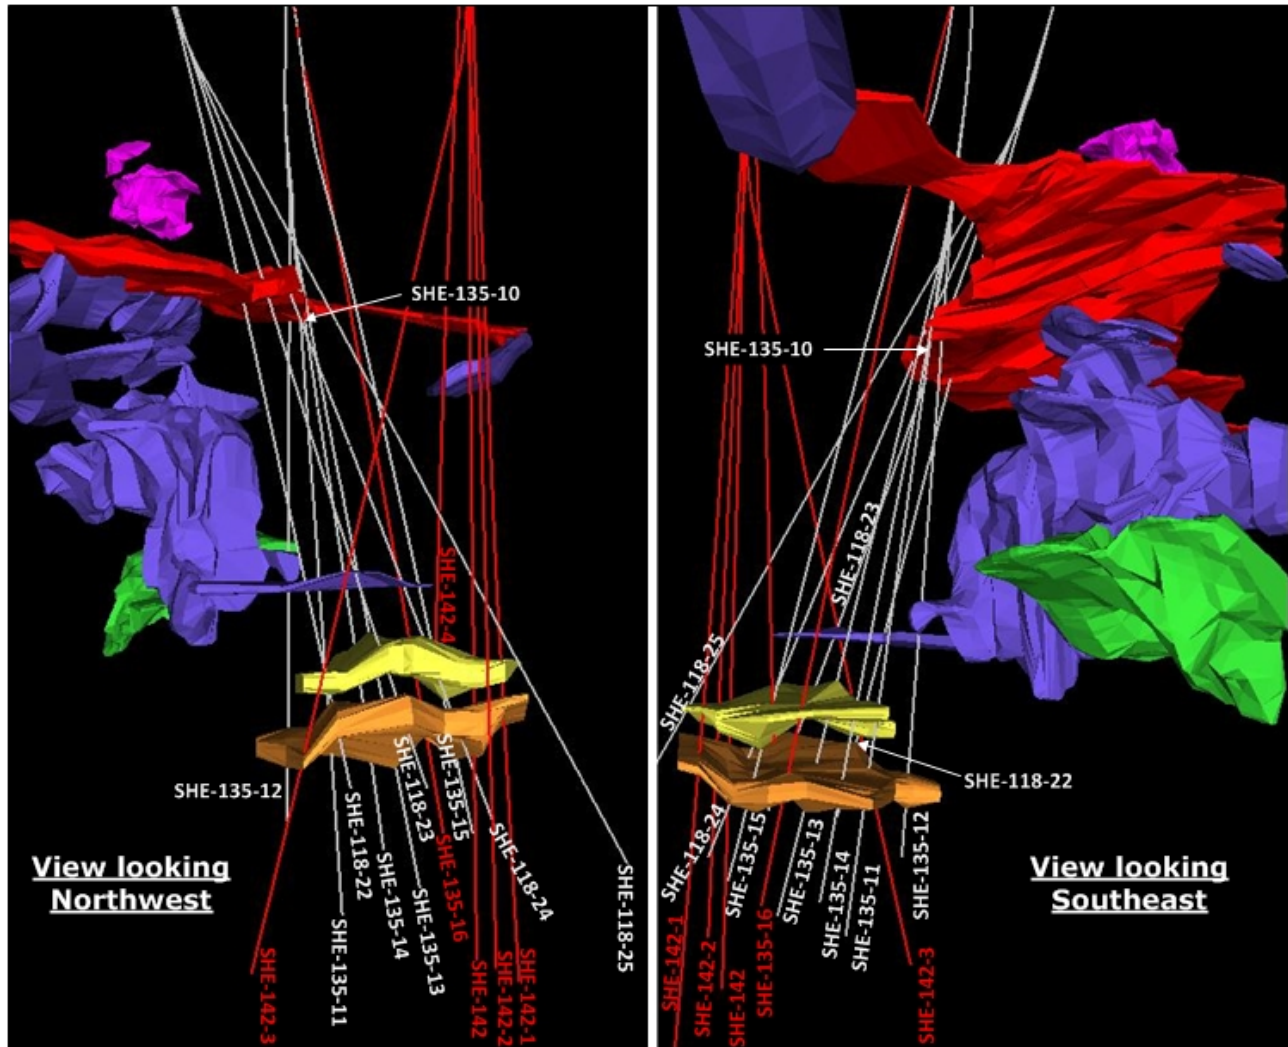 SHE-135-10
SHE-142-4
SHE-135-12
SHE-118-22
SHE-118-23
SHE-135-15
SHE-118-24
SHE-135-16
SHE-135-14
SHE-135-13
SHE-135-11
SHE-118-25
SHE-142-3
SHE-142
SHE-142-2
SHE-142-1
View looking
Northwest
SHE-135-10
SHE-118-23
SHE-118-25
SHE-118-22
SHE-118-24
SHE-135-15
SHE-135-13
SHE-135-14
SHE-135-11
SHE-135-12
SHE-142-1
SHE-142-2
SHE-142
SHE-135-16
SHE-142-3
View looking
Southeast